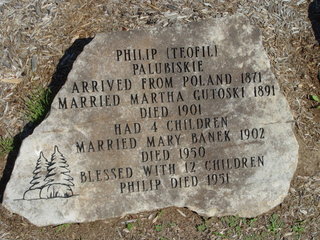 PHILIP (TEOFIL)
PALUBISKIE
ARRIVED FROM POLAND 1871
MARRIED MARTHA GUTOSKI 1891
DIED 1901
HAD 4 CHILDREN
MARRIED MARY BANEK 1902
DIED 1950
BLESSED WITH 12 CHILDREN
PHILIP DIED 1951